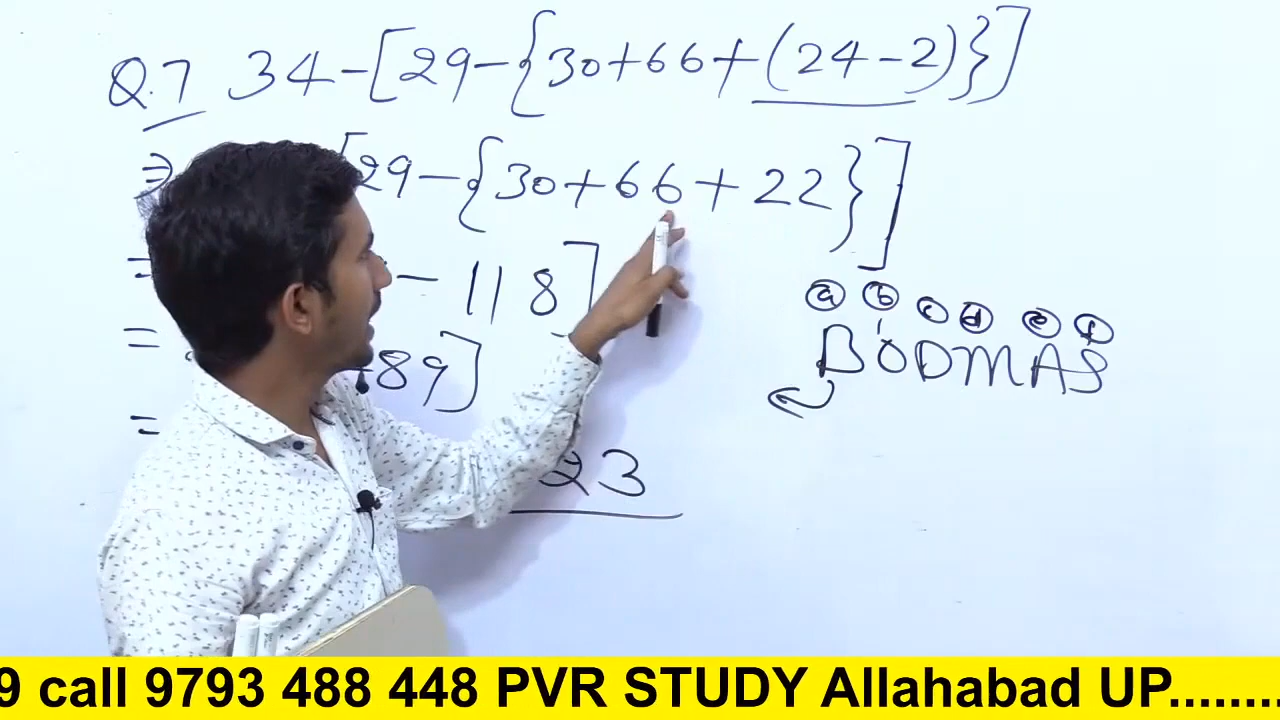 Q.7 34-[29-{30+66+(24-2)}]
⇒ [29-{30+66+22}]
= - 118]
= 89]
= 23
ⓐ ⓑ ⓒ ⓓ ⓔ ⓕ
BODMAS
9 call 9793 488 448 PVR STUDY Allahabad UP........